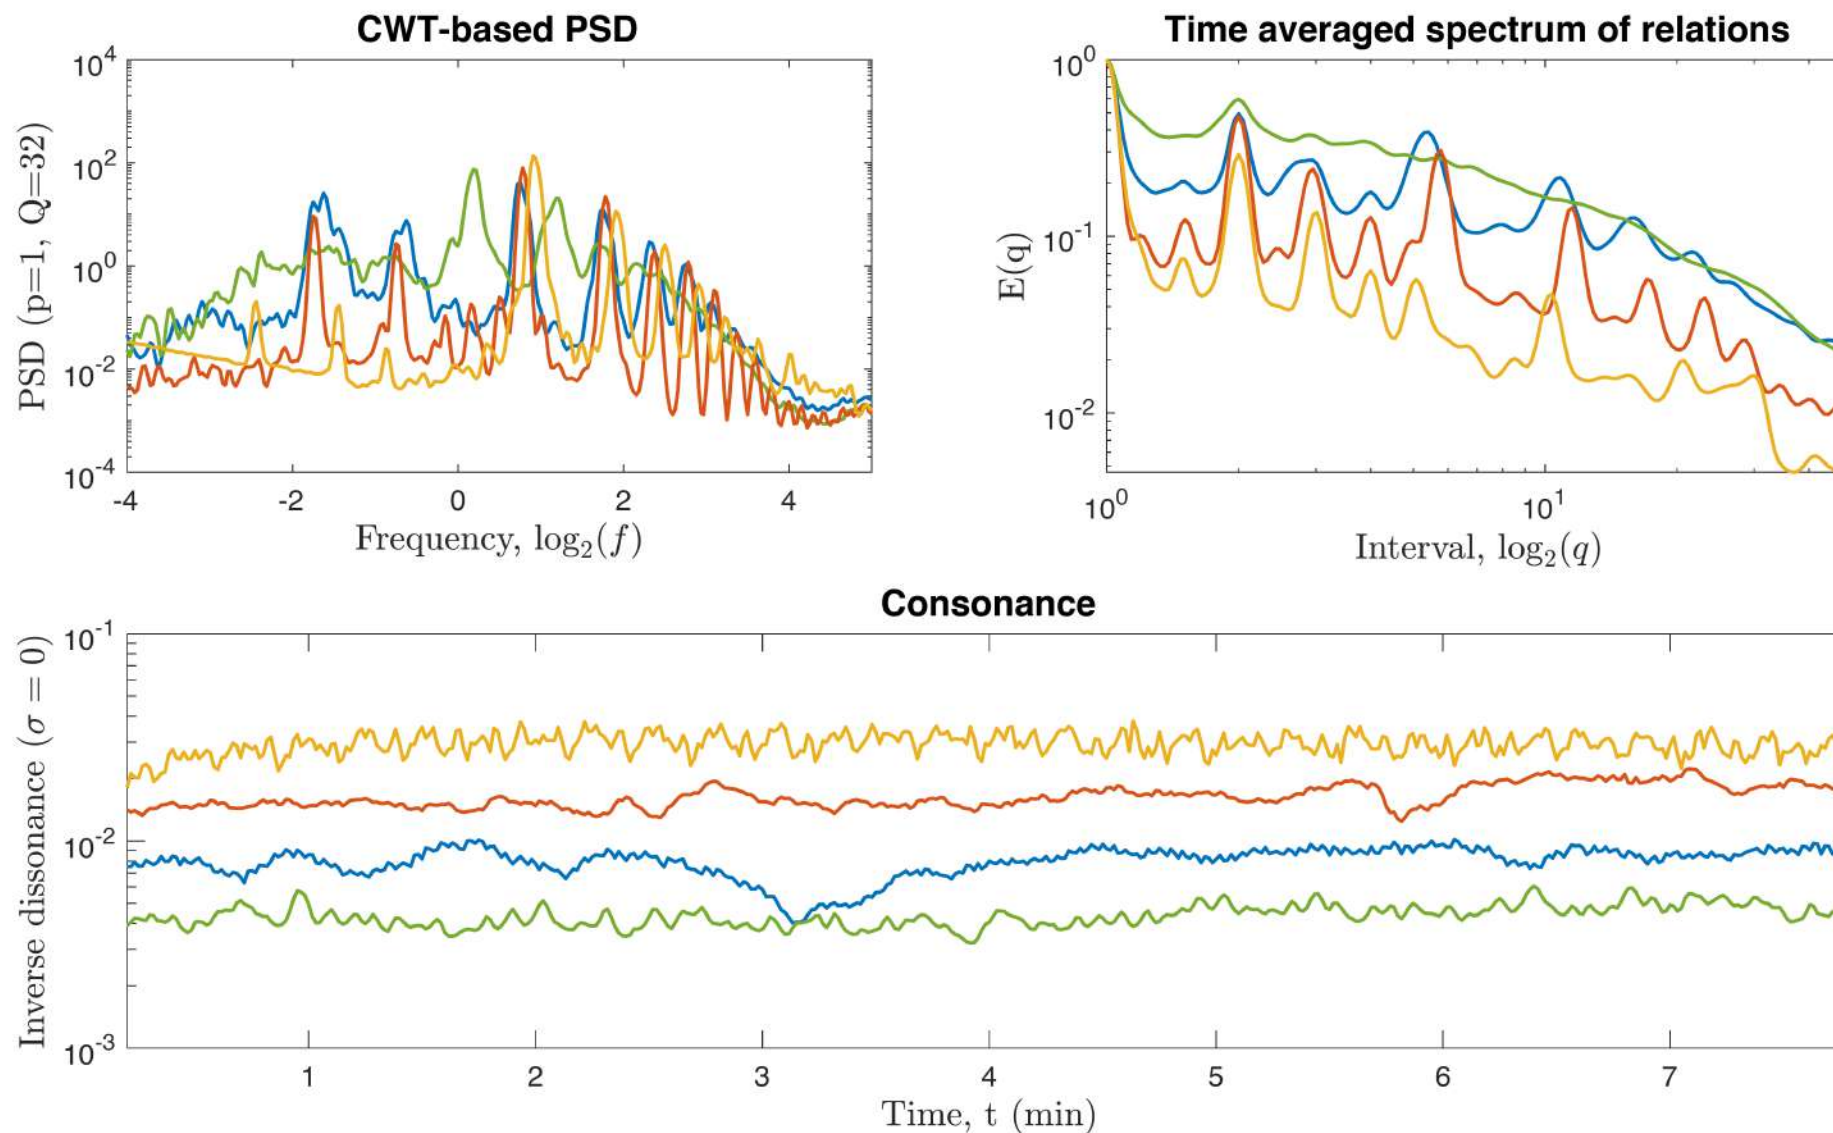 CWT-based PSD
PSD (p=1, Q=32)
10^4
10^2
10^0
10^-2
10^-4
-4 -2 0 2 4
Frequency, log_2(f)
Time averaged spectrum of relations
E(q)
10^0
10^-1
10^-2
10^0 10^1
Interval, log_2(q)
Consonance
Inverse dissonance (σ = 0)
10^-1
10^-2
10^-3
1 2 3 4 5 6 7
Time, t (min)